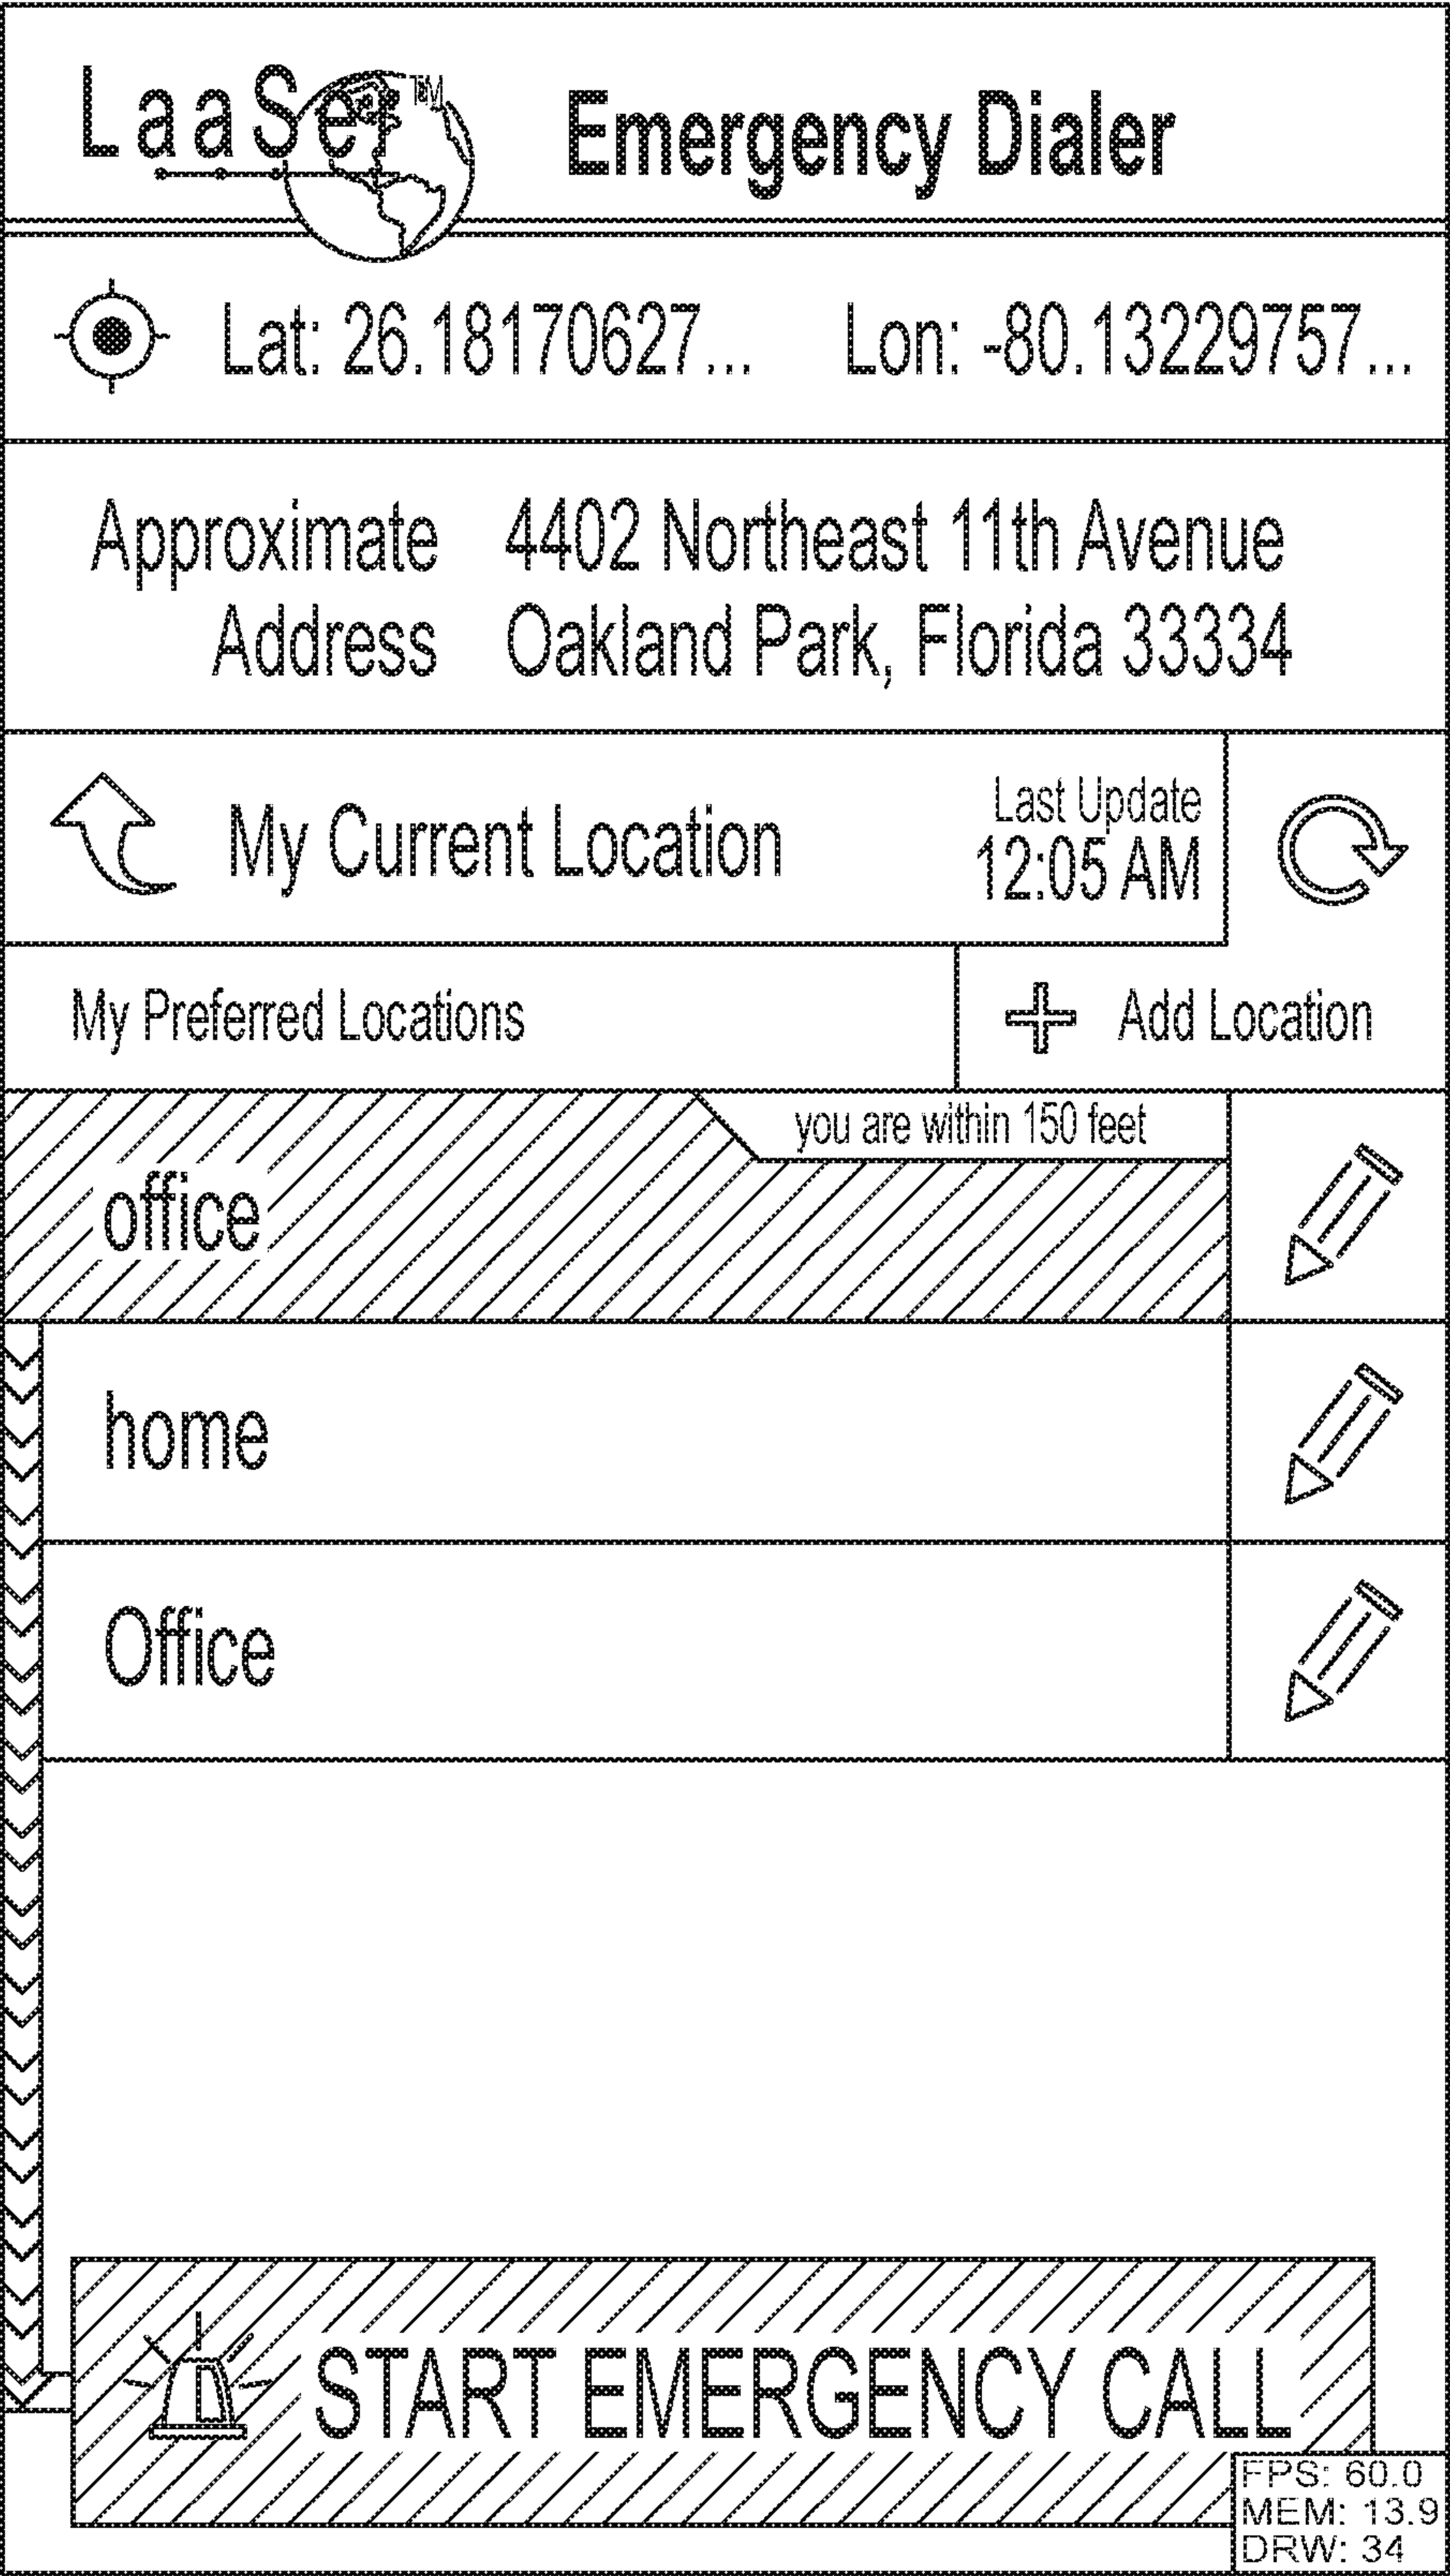 LaaSer™ Emergency Dialer
Lat: 26.18170627... Lon: -80.13229757...
Approximate 4402 Northeast 11th Avenue
Address Oakland Park, Florida 33334
My Current Location
Last Update
12:05 AM
My Preferred Locations
Add Location
you are within 150 feet
office
home
Office
START EMERGENCY CALL
FPS: 60.0
MEM: 13.9
DRW: 34